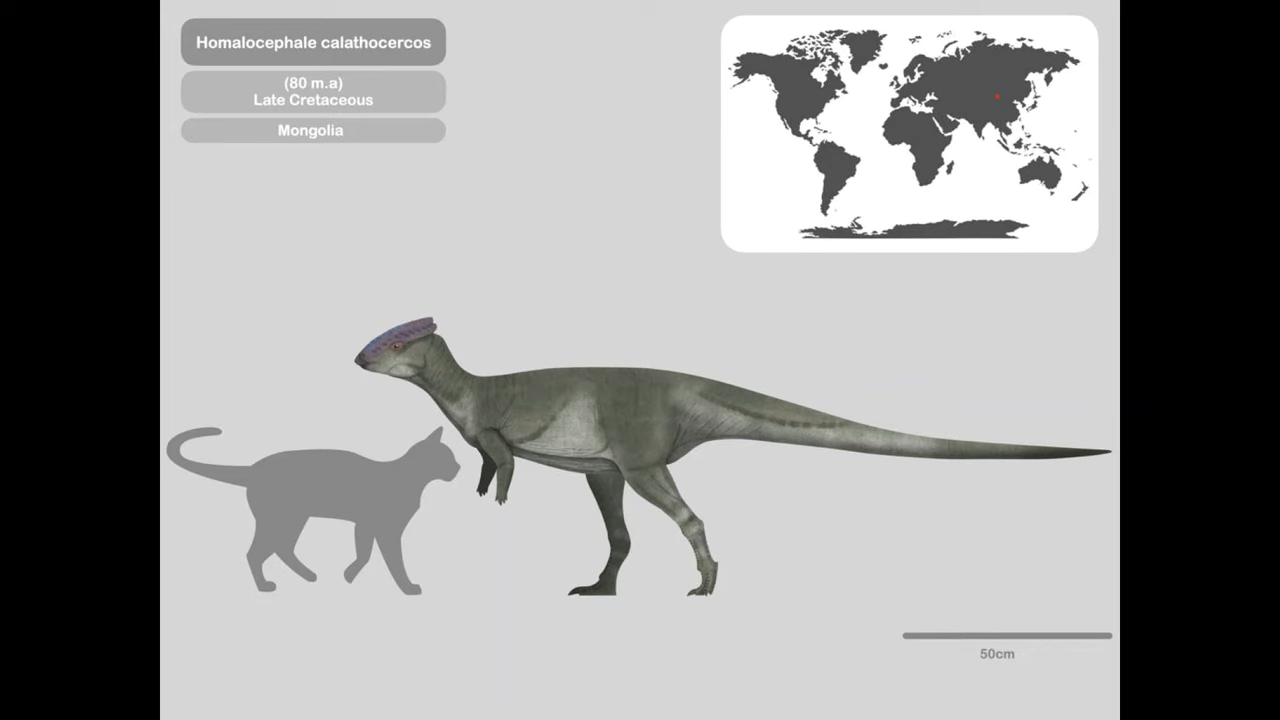 Homalocephale calathocercos
(80 m.a)
Late Cretaceous
Mongolia
50cm